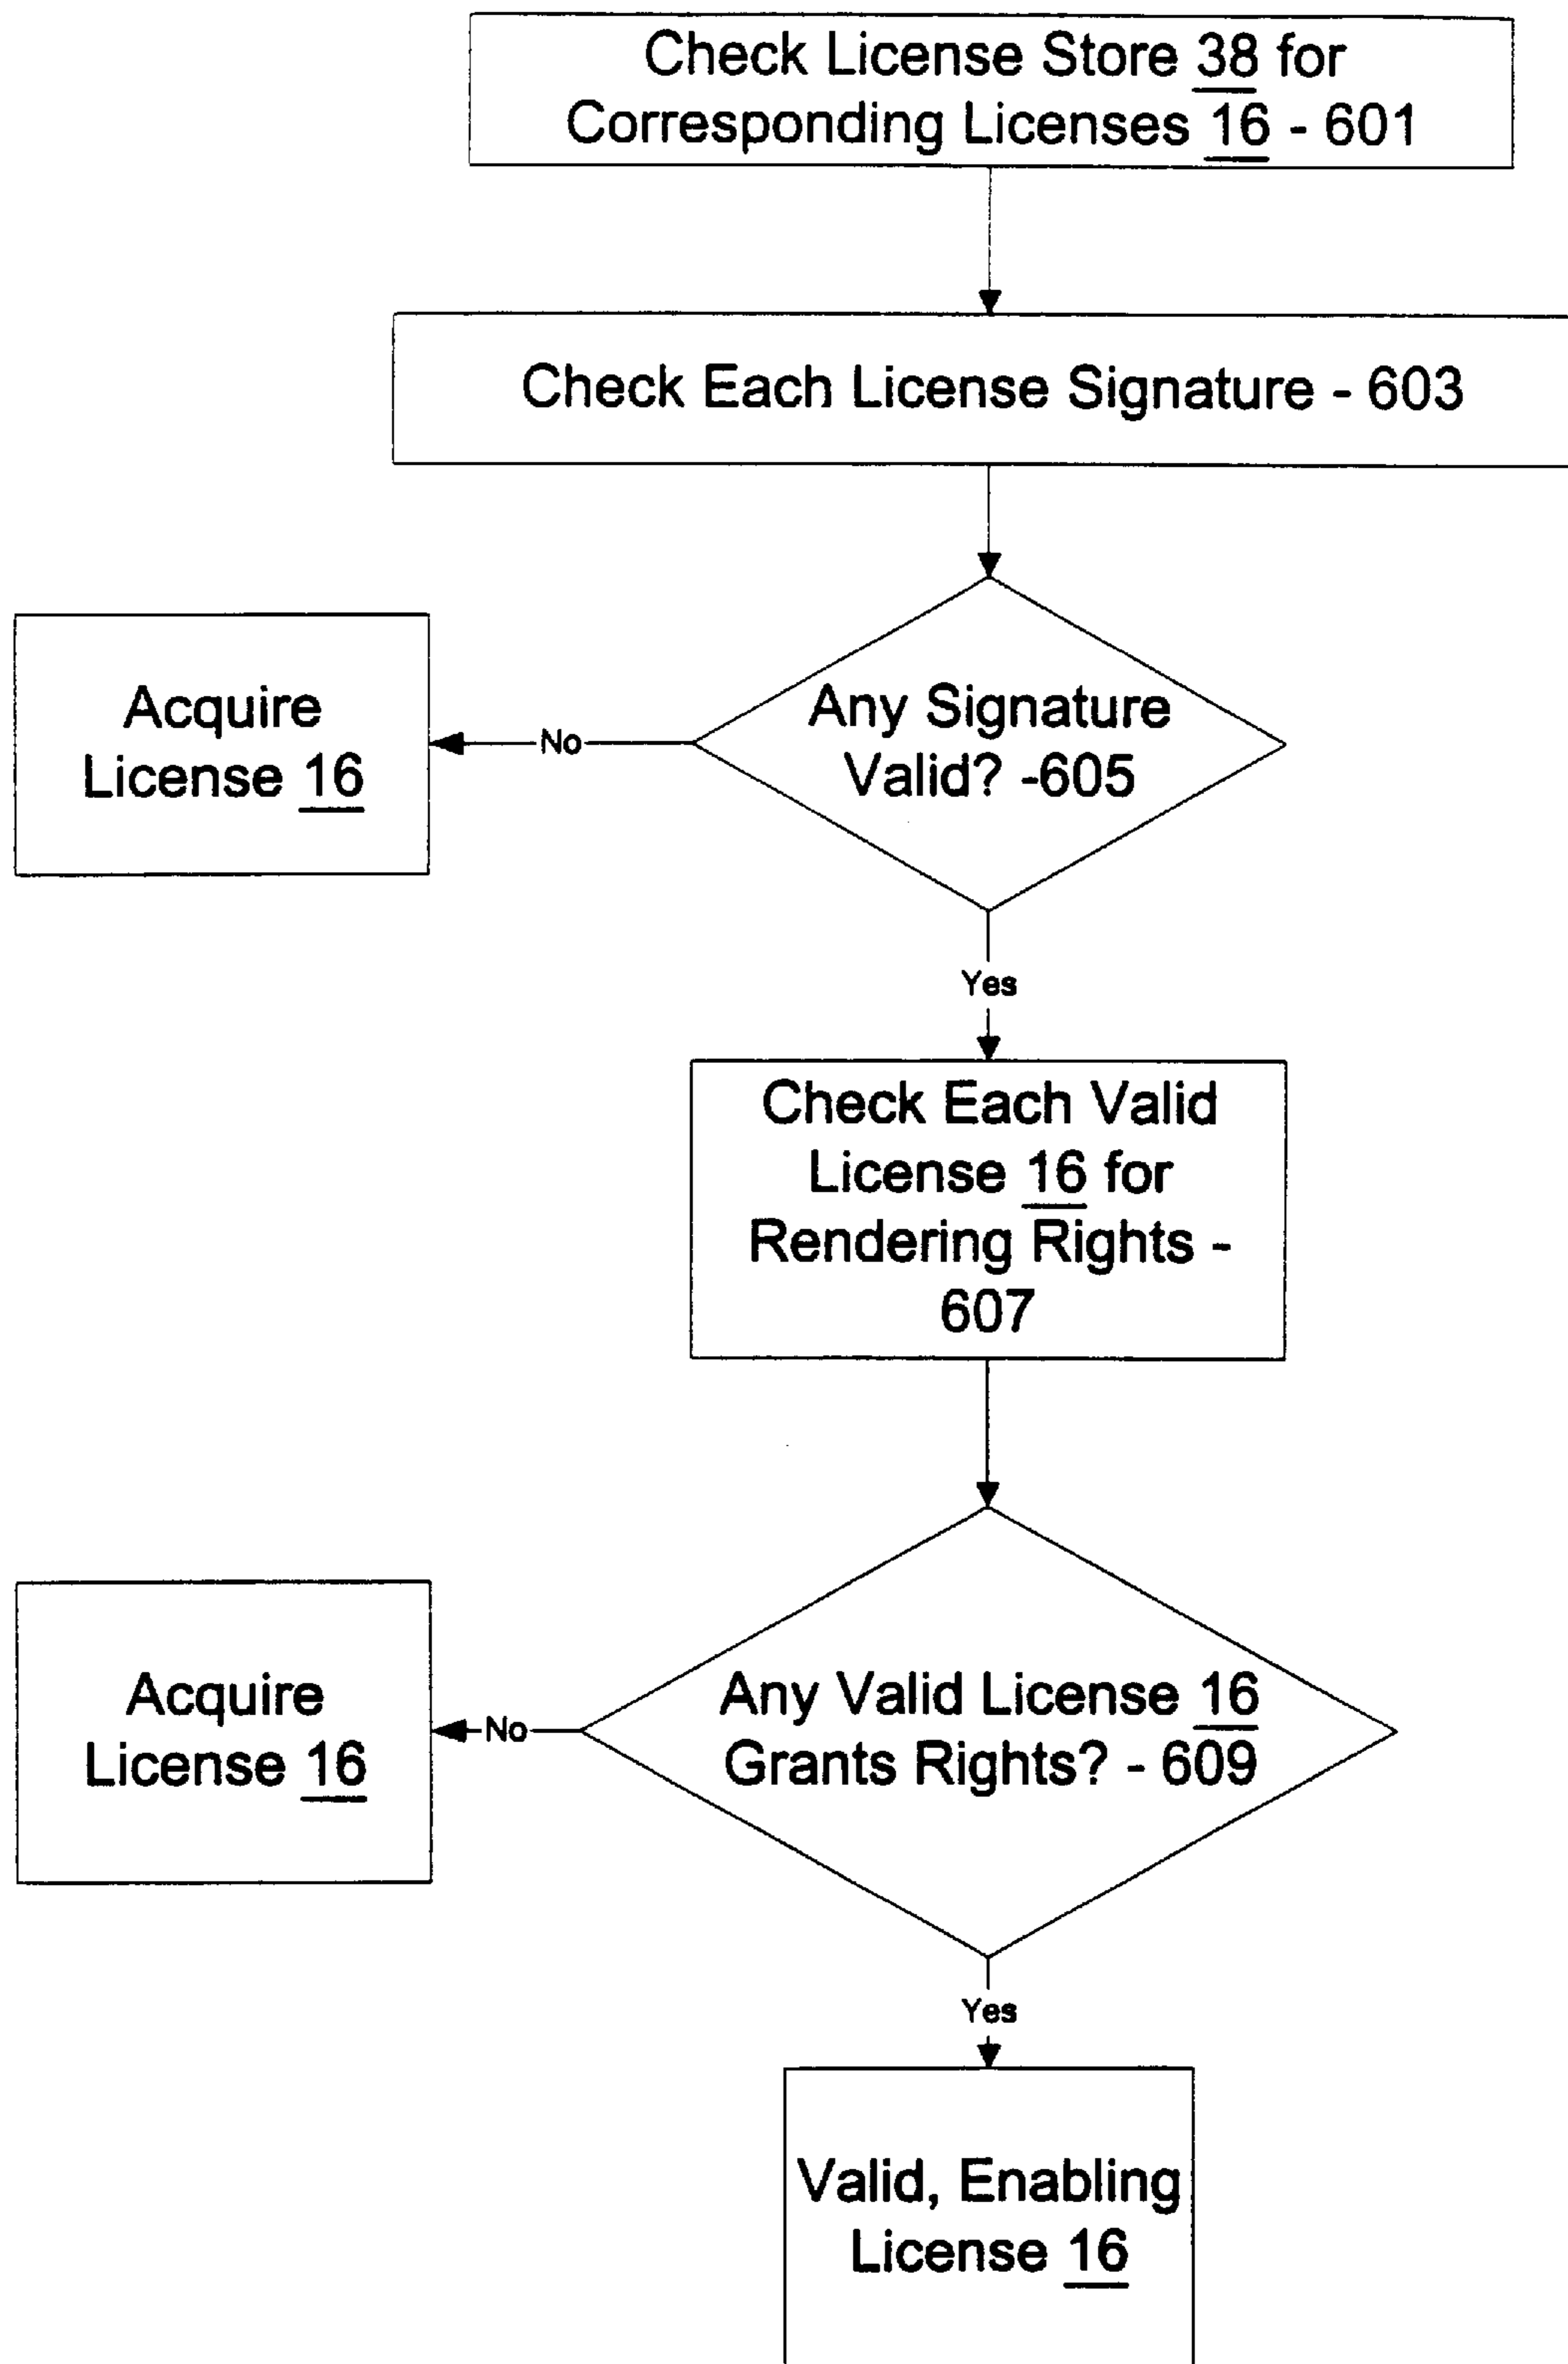 Check License Store 38 for
Corresponding Licenses 16 - 601
Check Each License Signature - 603
Any Signature
Valid? -605
No
Acquire
License 16
Yes
Check Each Valid
License 16 for
Rendering Rights -
607
Any Valid License 16
Grants Rights? - 609
No
Acquire
License 16
Yes
Valid, Enabling
License 16